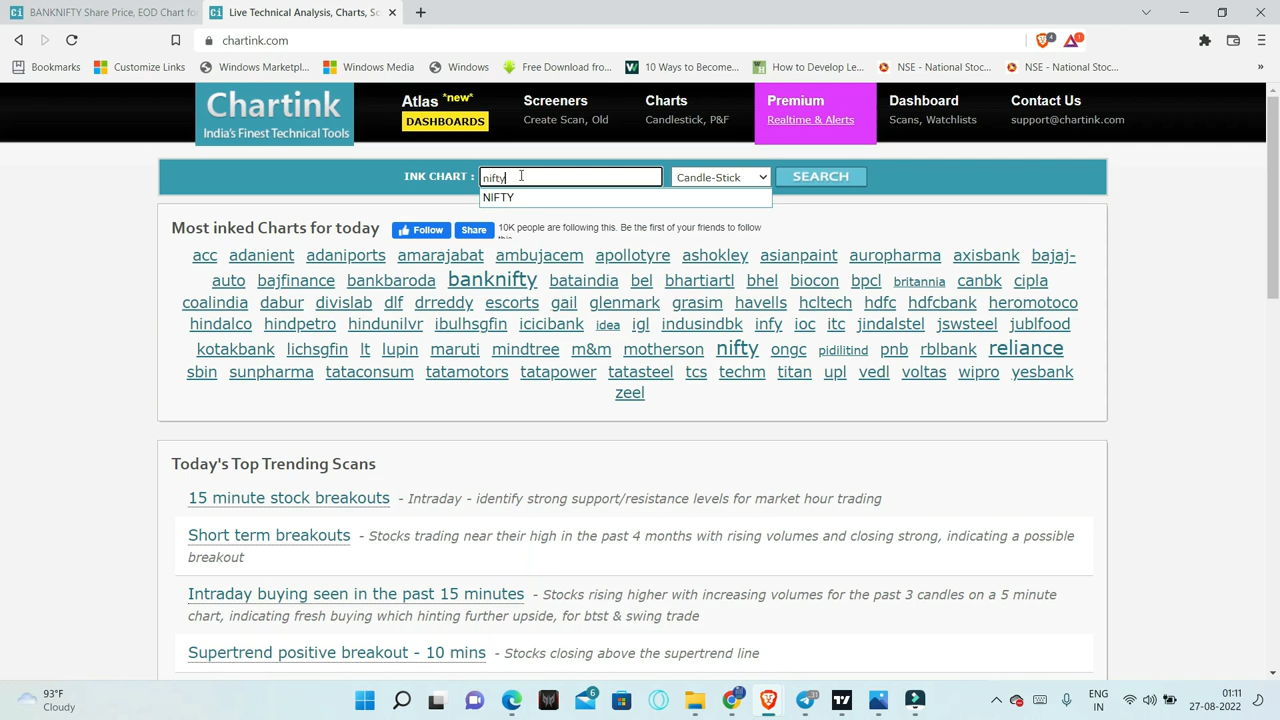 BANKNIFTY Share Price, EOD Chart for
Live Technical Analysis, Charts, Sc
chartink.com
4
Bookmarks
Customize Links
Windows Marketpl...
Windows Media
Windows
Free Download fro...
10 Ways to Become...
How to Develop Le...
NSE - National Stoc...
NSE - National Stoc...
Chartink
India's Finest Technical Tools
Atlas *new*
DASHBOARDS
Screeners
Create Scan, Old
Charts
Candlestick, P&F
Premium
Realtime & Alerts
Dashboard
Scans, Watchlists
Contact Us
support@chartink.com
INK CHART : nifty Candle-Stick SEARCH
NIFTY
Most inked Charts for today Follow Share 10K people are following this. Be the first of your friends to follow
this.
acc adanient adaniports amarajabat ambujacem apollotyre ashokley asianpaint auropharma axisbank bajaj-
auto bajfinance bankbaroda banknifty bataindia bel bhartiartl bhel biocon bpcl britannia canbk cipla
coalindia dabur divislab dlf drreddy escorts gail glenmark grasim havells hcltech hdfc hdfcbank heromotoco
hindalco hindpetro hindunilvr ibulhsgfin icicibank idea igl indusindbk infy ioc itc jindalstel jswsteel jublfood
kotakbank lichsgfin lt lupin maruti mindtree m&m motherson nifty ongc pidilitind pnb rblbank reliance
sbin sunpharma tataconsum tatamotors tatapower tatasteel tcs techm titan upl vedl voltas wipro yesbank
zeel
Today's Top Trending Scans
15 minute stock breakouts - Intraday - identify strong support/resistance levels for market hour trading
Short term breakouts - Stocks trading near their high in the past 4 months with rising volumes and closing strong, indicating a possible
breakout
Intraday buying seen in the past 15 minutes - Stocks rising higher with increasing volumes for the past 3 candles on a 5 minute
chart, indicating fresh buying which hinting further upside, for btst & swing trade
Supertrend positive breakout - 10 mins - Stocks closing above the supertrend line
93°F
Cloudy
6
31
ENG
IN
01:11
27-08-2022